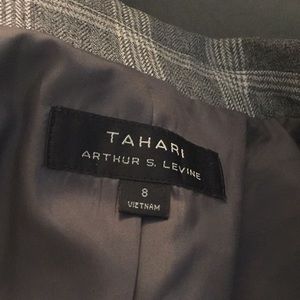 TAHARI
ARTHUR S. LEVINE
8
VIETNAM